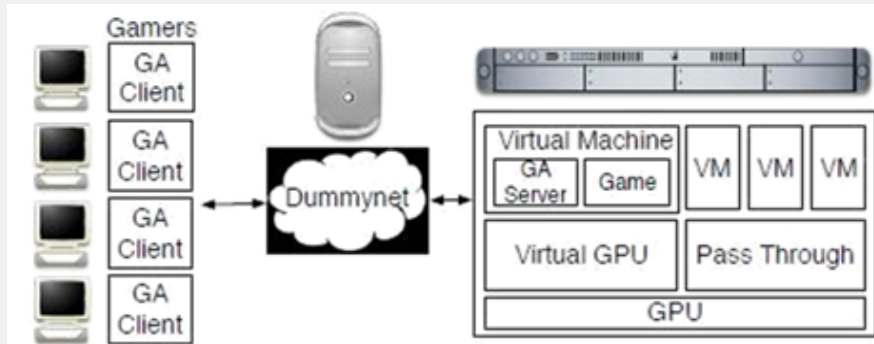 Gamers
GA
Client
GA
Client
GA
Client
GA
Client
Dummynet
Virtual Machine
GA
Server
Game
VM
VM
VM
Virtual GPU
Pass Through
GPU